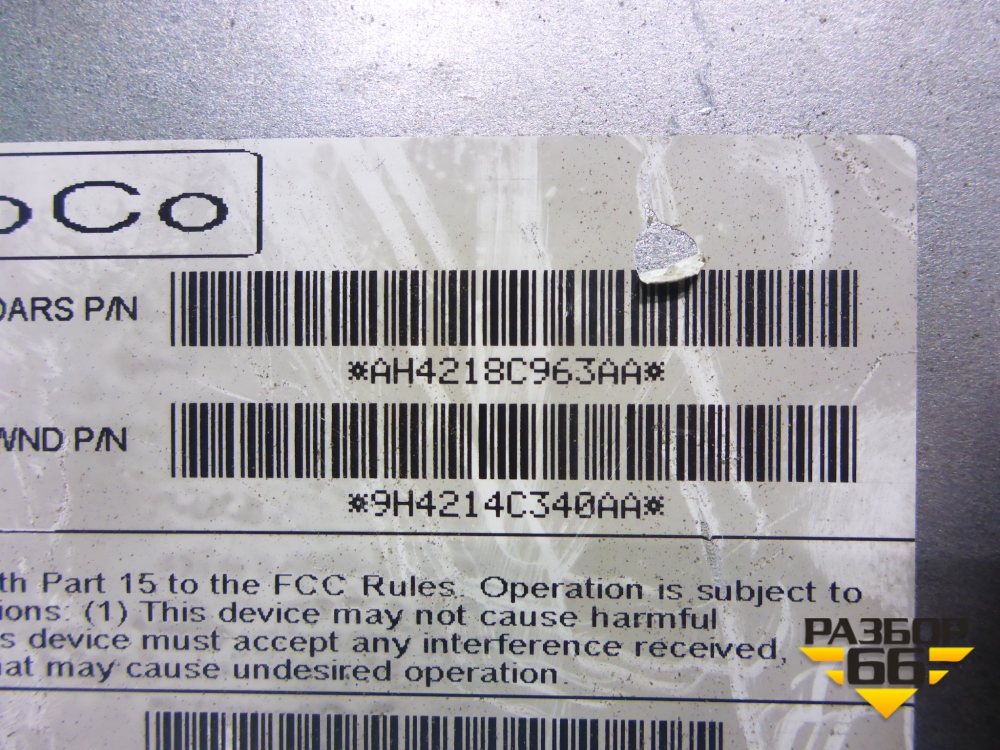 oCo
DARS P/N
*AH4218C963AA*
WND P/N
*9H4214C340AA*
th Part 15 to the FCC Rules. Operation is subject to
ions: (1) This device may not cause harmful
s device must accept any interference received,
hat may cause undesired operation.
РАЗБОР
66